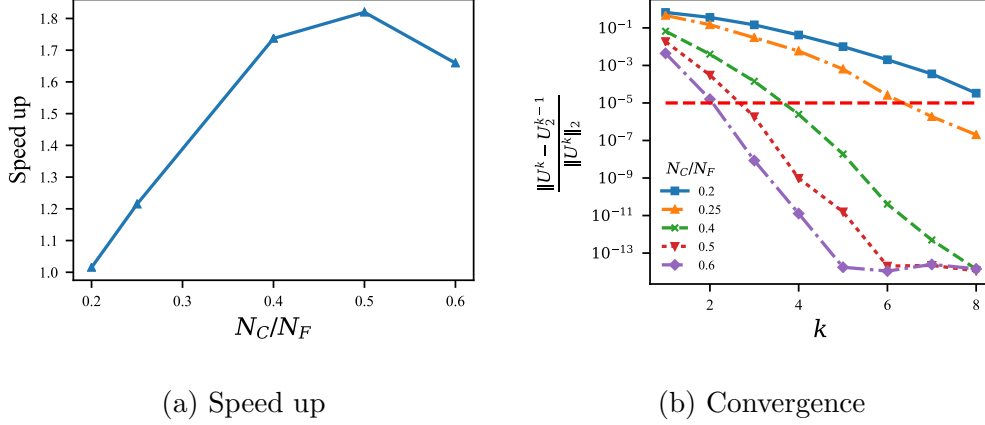 1.8
1.7
1.6
1.5
1.4
1.3
1.2
1.1
1.0
Speed up
0.2 0.3 0.4 0.5 0.6
N_C/N_F
(a) Speed up
10^{-1}
10^{-3}
10^{-5}
10^{-7}
10^{-9}
10^{-11}
10^{-13}
‖U^k − U_2^{k−1}
‖U^k‖_2
N_C/N_F
0.2
0.25
0.4
0.5
0.6
2 4 6 8
k
(b) Convergence